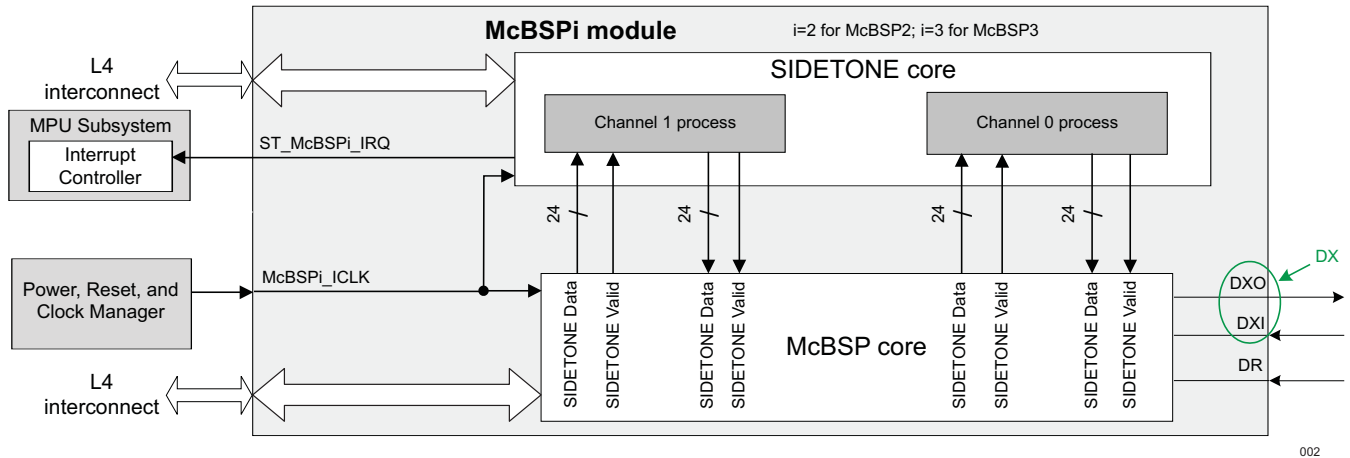 McBSPi module
i=2 for McBSP2; i=3 for McBSP3
L4
interconnect
SIDETONE core
MPU Subsystem
Interrupt
Controller
ST_McBSPi_IRQ
Channel 1 process
Channel 0 process
24
24
24
24
Power, Reset, and
Clock Manager
McBSPi_ICLK
SIDETONE Data
SIDETONE Valid
SIDETONE Data
SIDETONE Valid
SIDETONE Data
SIDETONE Valid
SIDETONE Data
SIDETONE Valid
McBSP core
DX
DXO
DXI
DR
L4
interconnect
002